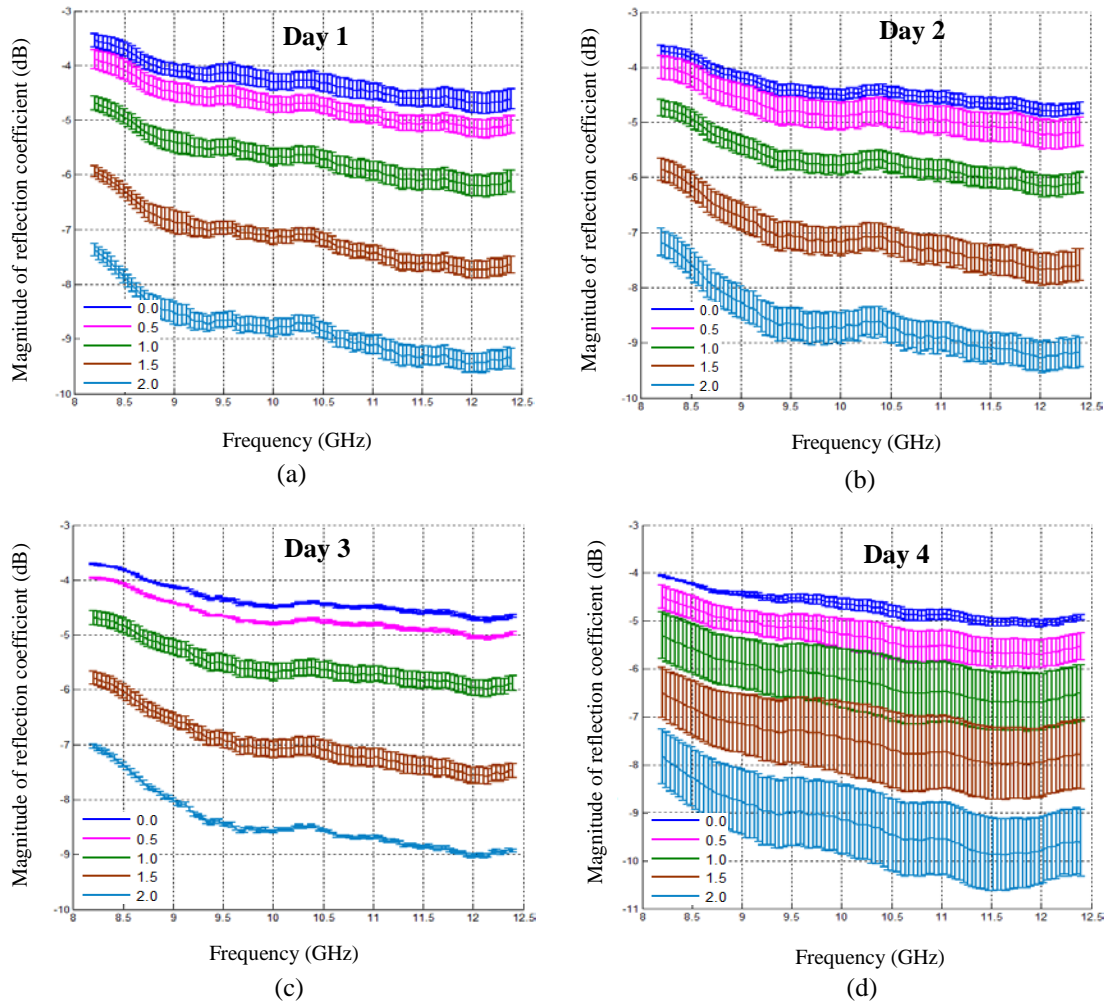 Day 1
Magnitude of reflection coefficient (dB)
-3
-4
-5
-6
-7
-8
-9
-10
0.0
0.5
1.0
1.5
2.0
8 8.5 9 9.5 10 10.5 11 11.5 12 12.5
Frequency (GHz)
(a)
Day 2
Magnitude of reflection coefficient (dB)
-3
-4
-5
-6
-7
-8
-9
-10
0.0
0.5
1.0
1.5
2.0
8 8.5 9 9.5 10 10.5 11 11.5 12 12.5
Frequency (GHz)
(b)
Day 3
Magnitude of reflection coefficient (dB)
-3
-4
-5
-6
-7
-8
-9
-10
0.0
0.5
1.0
1.5
2.0
8 8.5 9 9.5 10 10.5 11 11.5 12 12.5
Frequency (GHz)
(c)
Day 4
Magnitude of reflection coefficient (dB)
-3
-4
-5
-6
-7
-8
-9
-10
-11
0.0
0.5
1.0
1.5
2.0
8 8.5 9 9.5 10 10.5 11 11.5 12 12.5
Frequency (GHz)
(d)